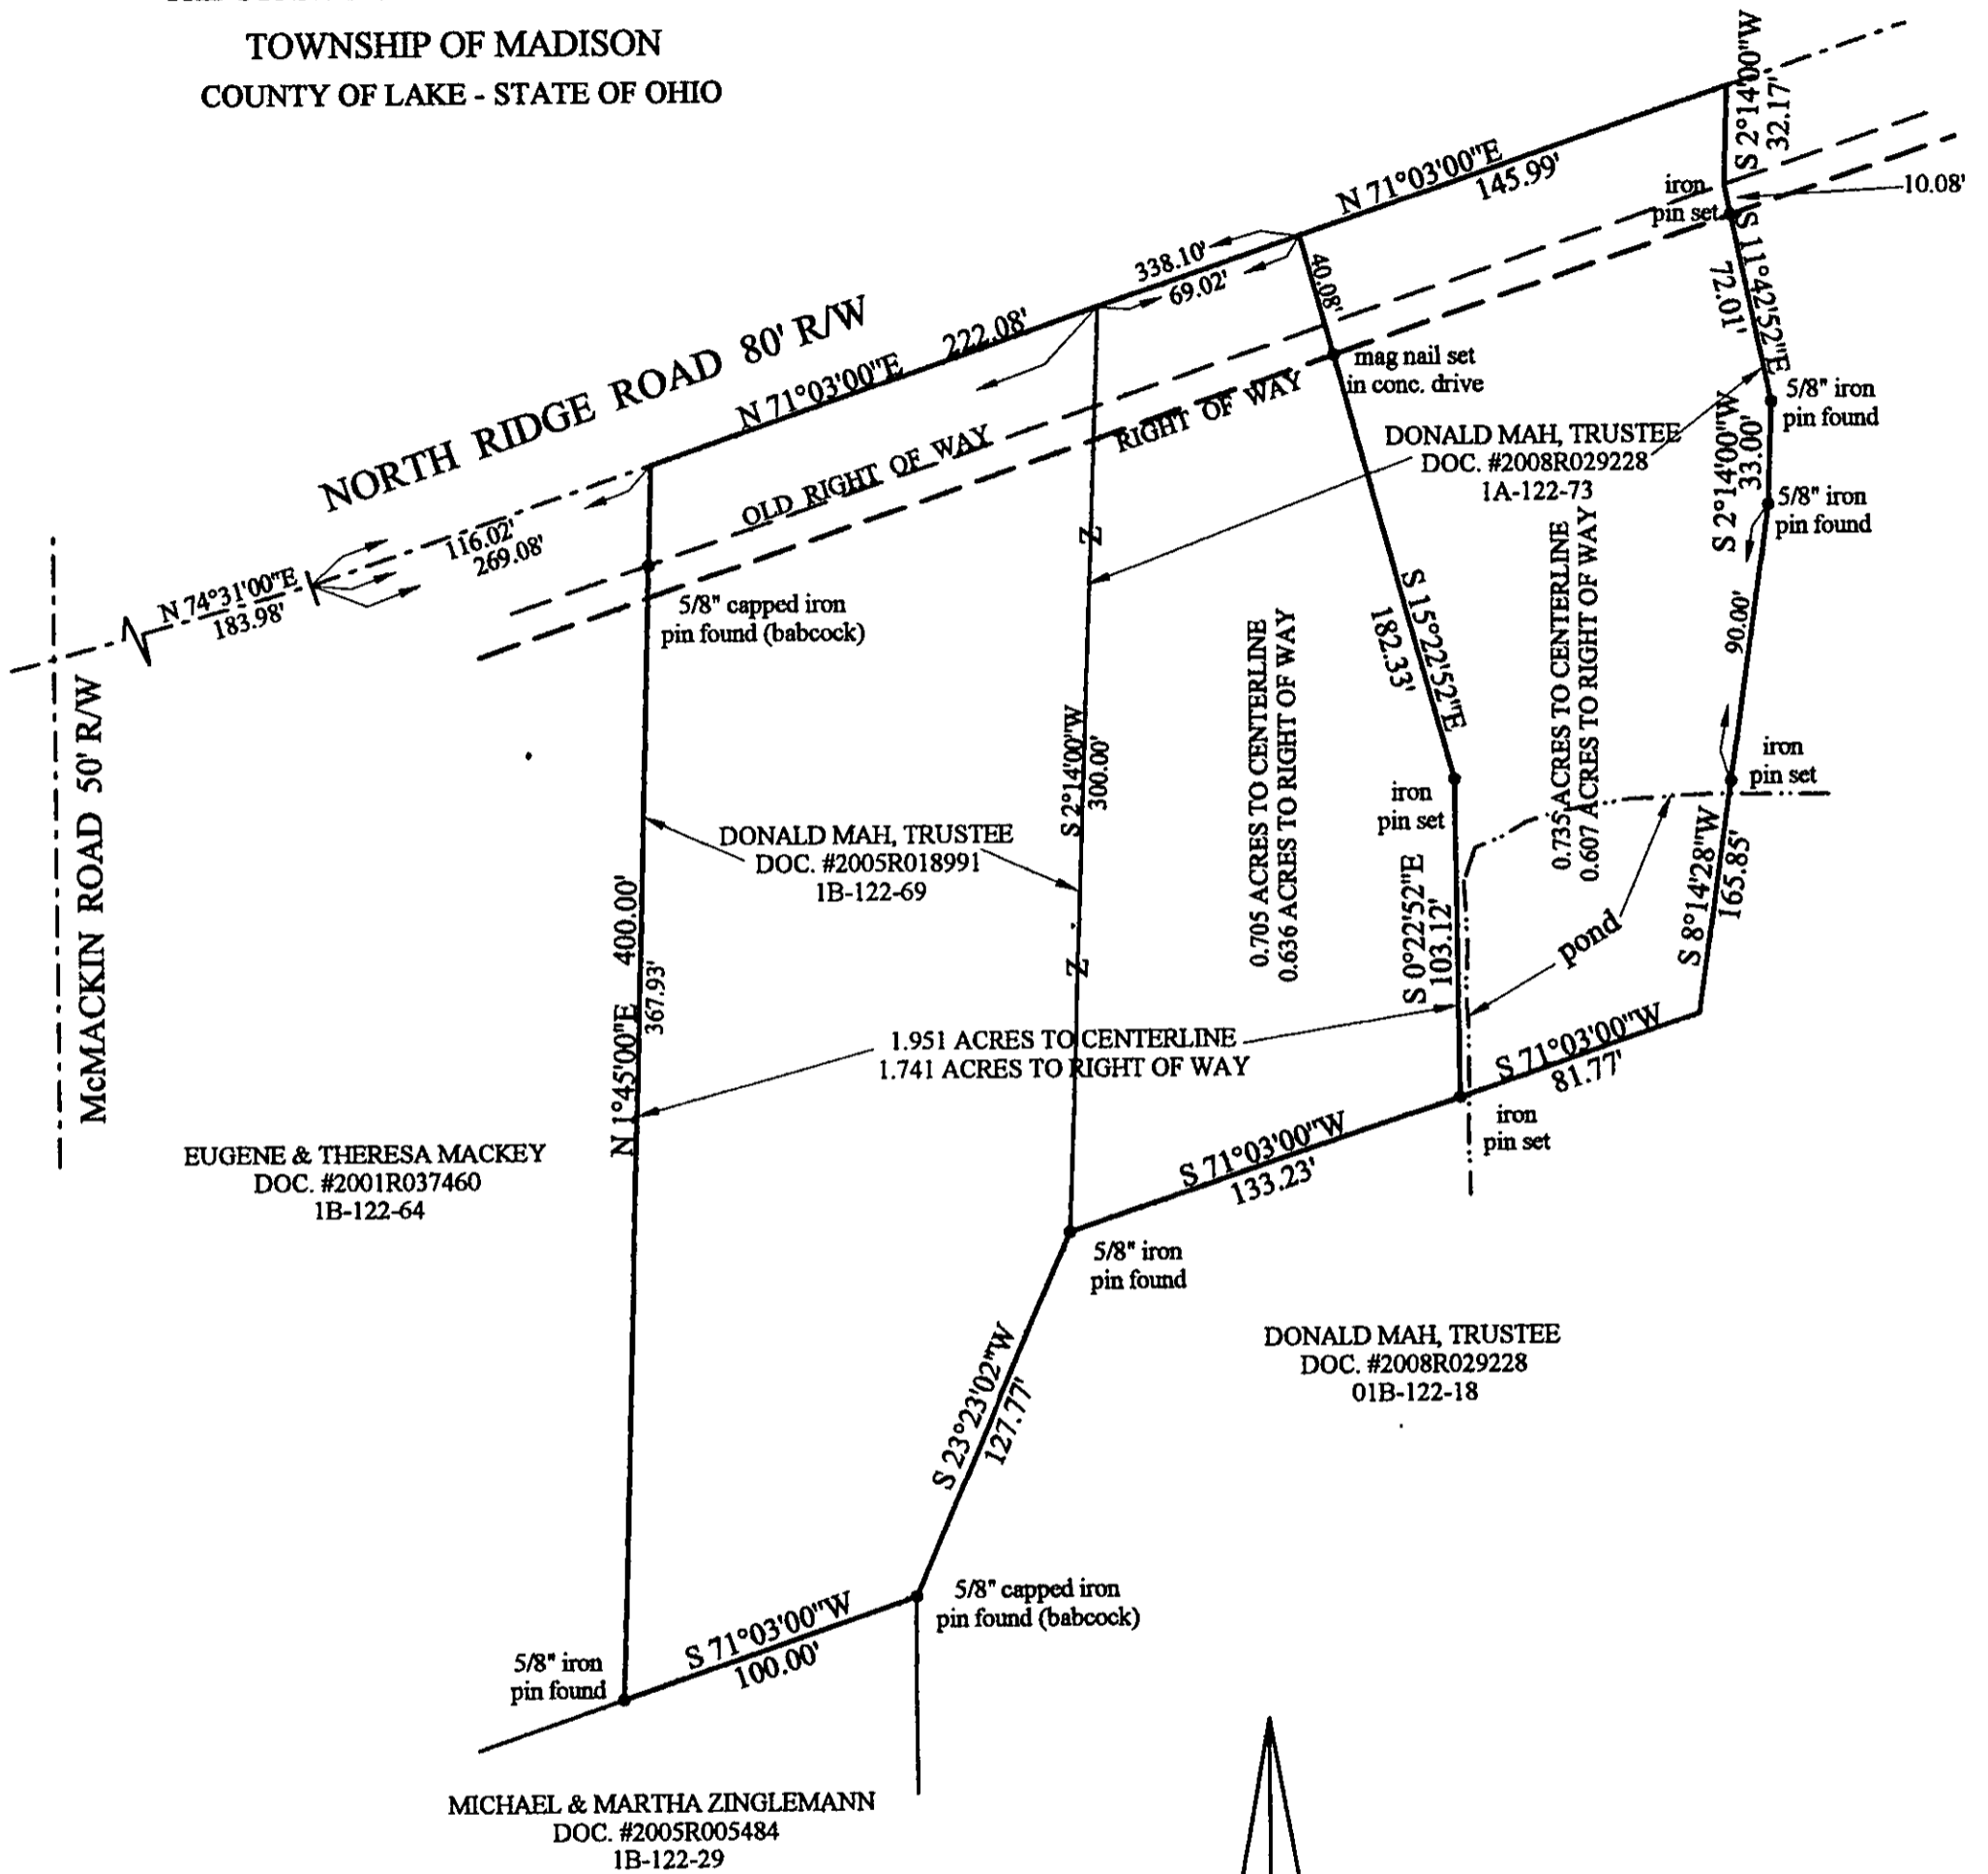 TOWNSHIP OF MADISON
COUNTY OF LAKE - STATE OF OHIO
S 2°14'00"W
32.17'
N 71°03'00"E
145.99'
iron
pin set
10.08'
338.10'
69.02'
40.08'
S 11°42'52"E
72.01'
NORTH RIDGE ROAD 80' R/W
N 71°03'00"E 222.08'
mag nail set
in conc. drive
5/8" iron
pin found
RIGHT OF WAY
OLD RIGHT OF WAY
DONALD MAH, TRUSTEE
DOC. #2008R029228
1A-122-73
S 2°14'00"W
33.00'
5/8" iron
pin found
116.02'
269.08'
N 74°31'00"E
183.98'
5/8" capped iron
pin found (babcock)
Z
S 15°22'52"E
182.33'
0.705 ACRES TO CENTERLINE
0.636 ACRES TO RIGHT OF WAY
0.735 ACRES TO CENTERLINE
0.607 ACRES TO RIGHT OF WAY
90.00'
McMACKIN ROAD 50' R/W
S 2°14'00"W
300.00'
iron
pin set
iron
pin set
DONALD MAH, TRUSTEE
DOC. #2005R018991
1B-122-69
N 1°45'00"E 400.00'
367.93'
Z
S 0°22'52"E
103.12'
pond
S 8°14'28"W
165.85'
1.951 ACRES TO CENTERLINE
1.741 ACRES TO RIGHT OF WAY
S 71°03'00"W
81.77'
iron
pin set
EUGENE & THERESA MACKEY
DOC. #2001R037460
1B-122-64
S 71°03'00"W
133.23'
5/8" iron
pin found
DONALD MAH, TRUSTEE
DOC. #2008R029228
01B-122-18
S 23°23'02"W
127.77'
5/8" capped iron
pin found (babcock)
S 71°03'00"W
100.00'
5/8" iron
pin found
MICHAEL & MARTHA ZINGLEMANN
DOC. #2005R005484
1B-122-29